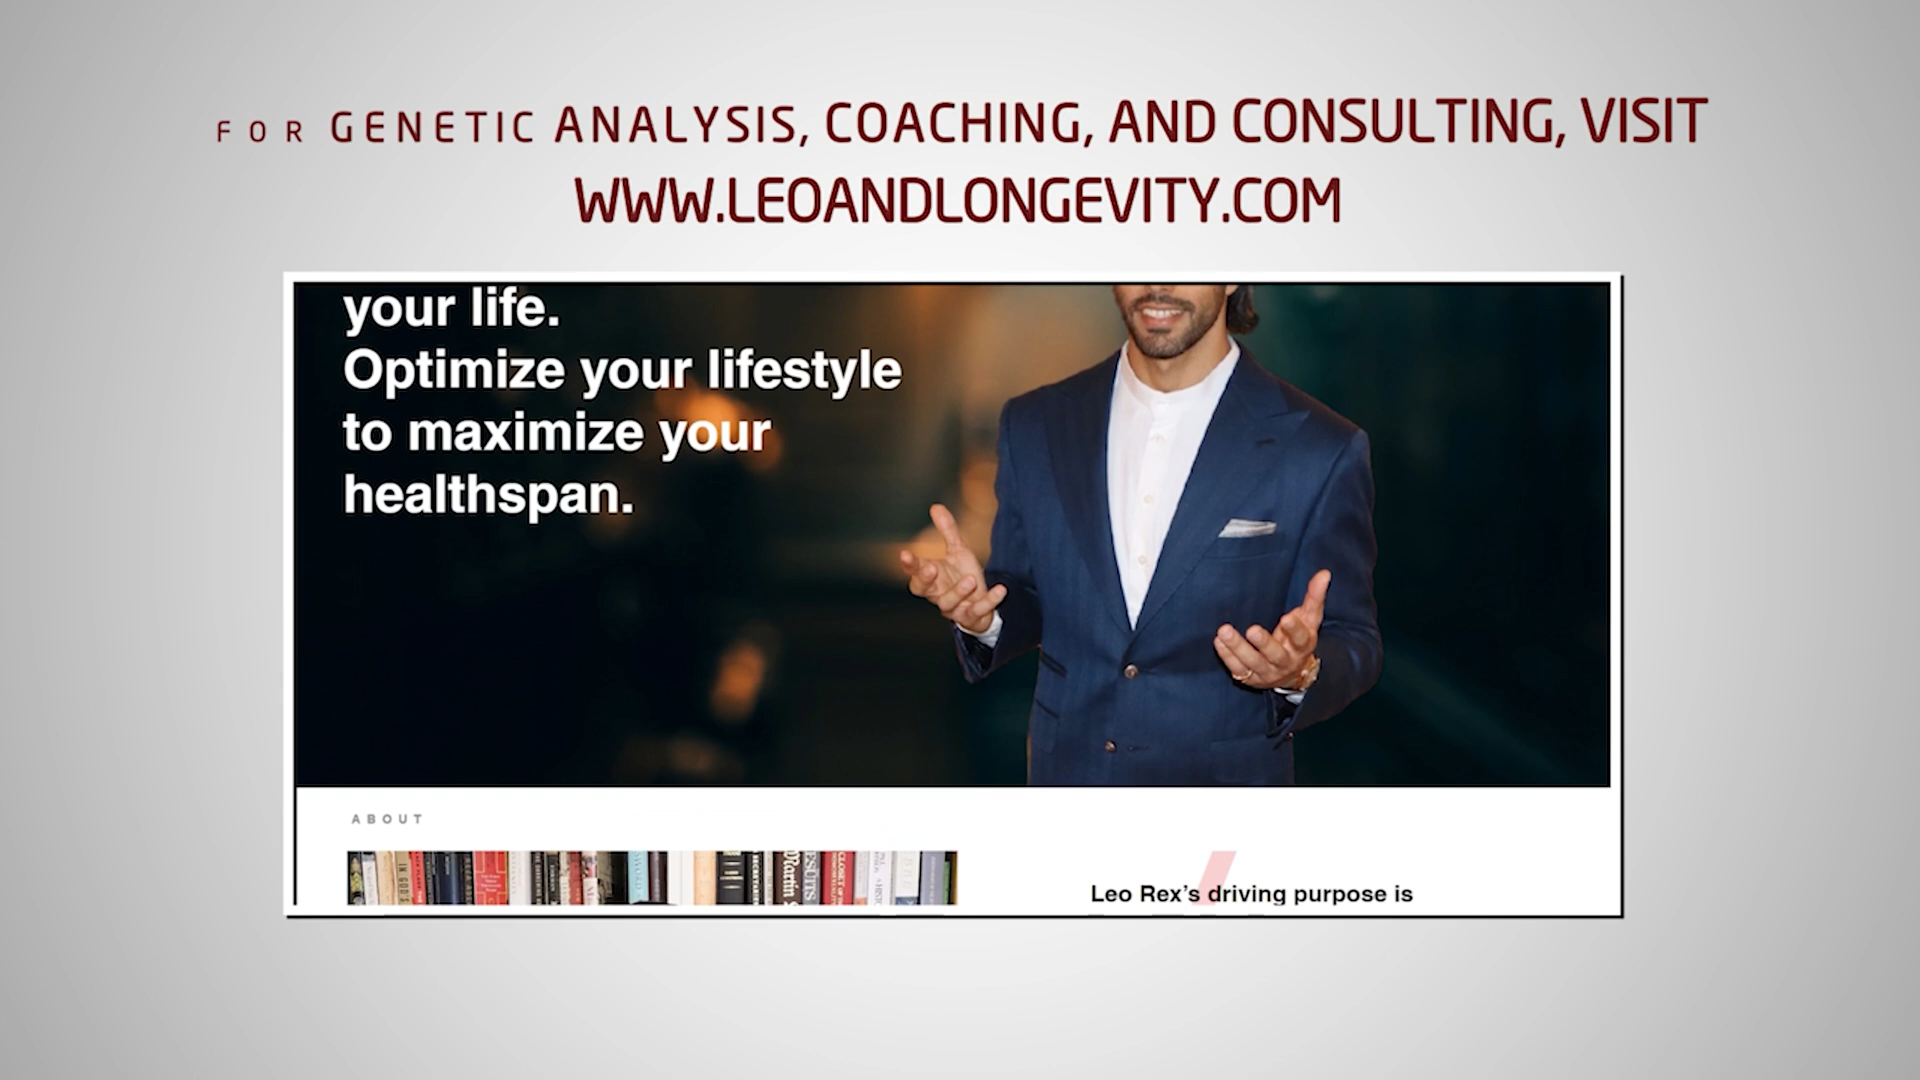 FOR GENETIC ANALYSIS, COACHING, AND CONSULTING, VISIT
WWW.LEOANDLONGEVITY.COM
your life.
Optimize your lifestyle
to maximize your
healthspan.
ABOUT
Leo Rex’s driving purpose is